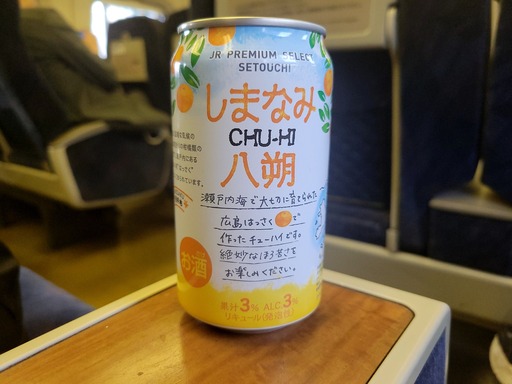 JR PREMIUM SELECT
SETOUCHI
しまなみ
CHU-HI
八朔
瀬戸内海で大切に育てられた
広島はっさくで
作ったチューハイです。
絶妙なほろ苦さを
お楽しみください。
お酒
果汁3% ALC.3%
リキュール(発泡性)